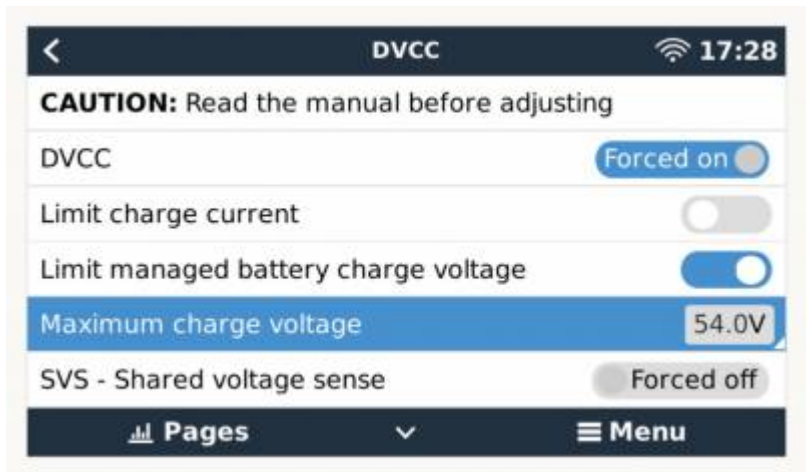 DVCC 17:28
CAUTION: Read the manual before adjusting
DVCC Forced on
Limit charge current
Limit managed battery charge voltage
Maximum charge voltage 54.0V
SVS - Shared voltage sense Forced off
Pages Menu